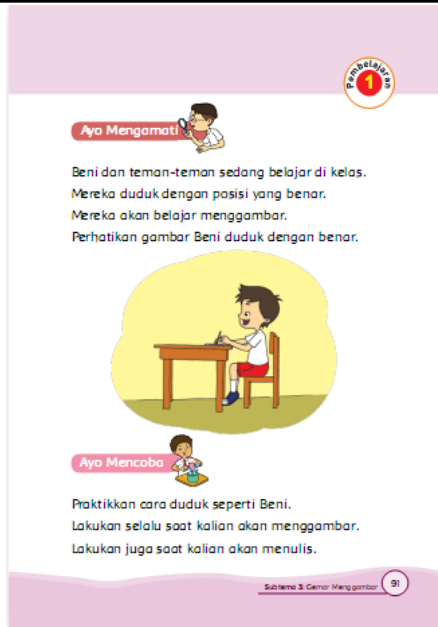 Pembelajaran
1
Ayo Mengamati
Beni dan teman-teman sedang belajar di kelas.
Mereka duduk dengan posisi yang benar.
Mereka akan belajar menggambar.
Perhatikan gambar Beni duduk dengan benar.
Ayo Mencoba
Praktikkan cara duduk seperti Beni.
Lakukan selalu saat kalian akan menggambar.
Lakukan juga saat kalian akan menulis.
Subtema 3: Gemar Menggambar 91